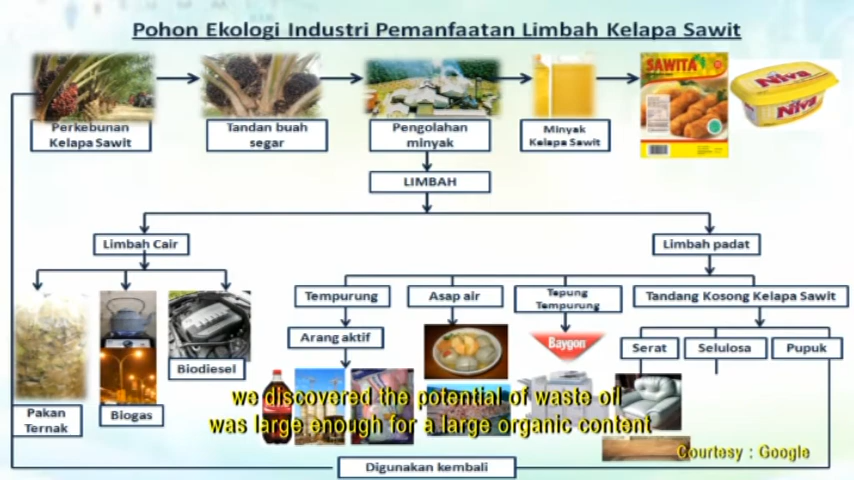 Pohon Ekologi Industri Pemanfaatan Limbah Kelapa Sawit
SAWITA
Niva
Niva
Perkebunan
Kelapa Sawit
Tandan buah
segar
Pengolahan
minyak
Minyak
Kelapa Sawit
LIMBAH
Limbah Cair
Limbah padat
Tempurung
Asap air
Tepung
Tempurung
Tandang Kosong Kelapa Sawit
Arang aktif
Baygon
Serat
Selulosa
Pupuk
Biodiesel
Pakan
Ternak
Biogas
we discovered the potential of waste oil
was large enough for a large organic content
Courtesy : Google
Digunakan kembali